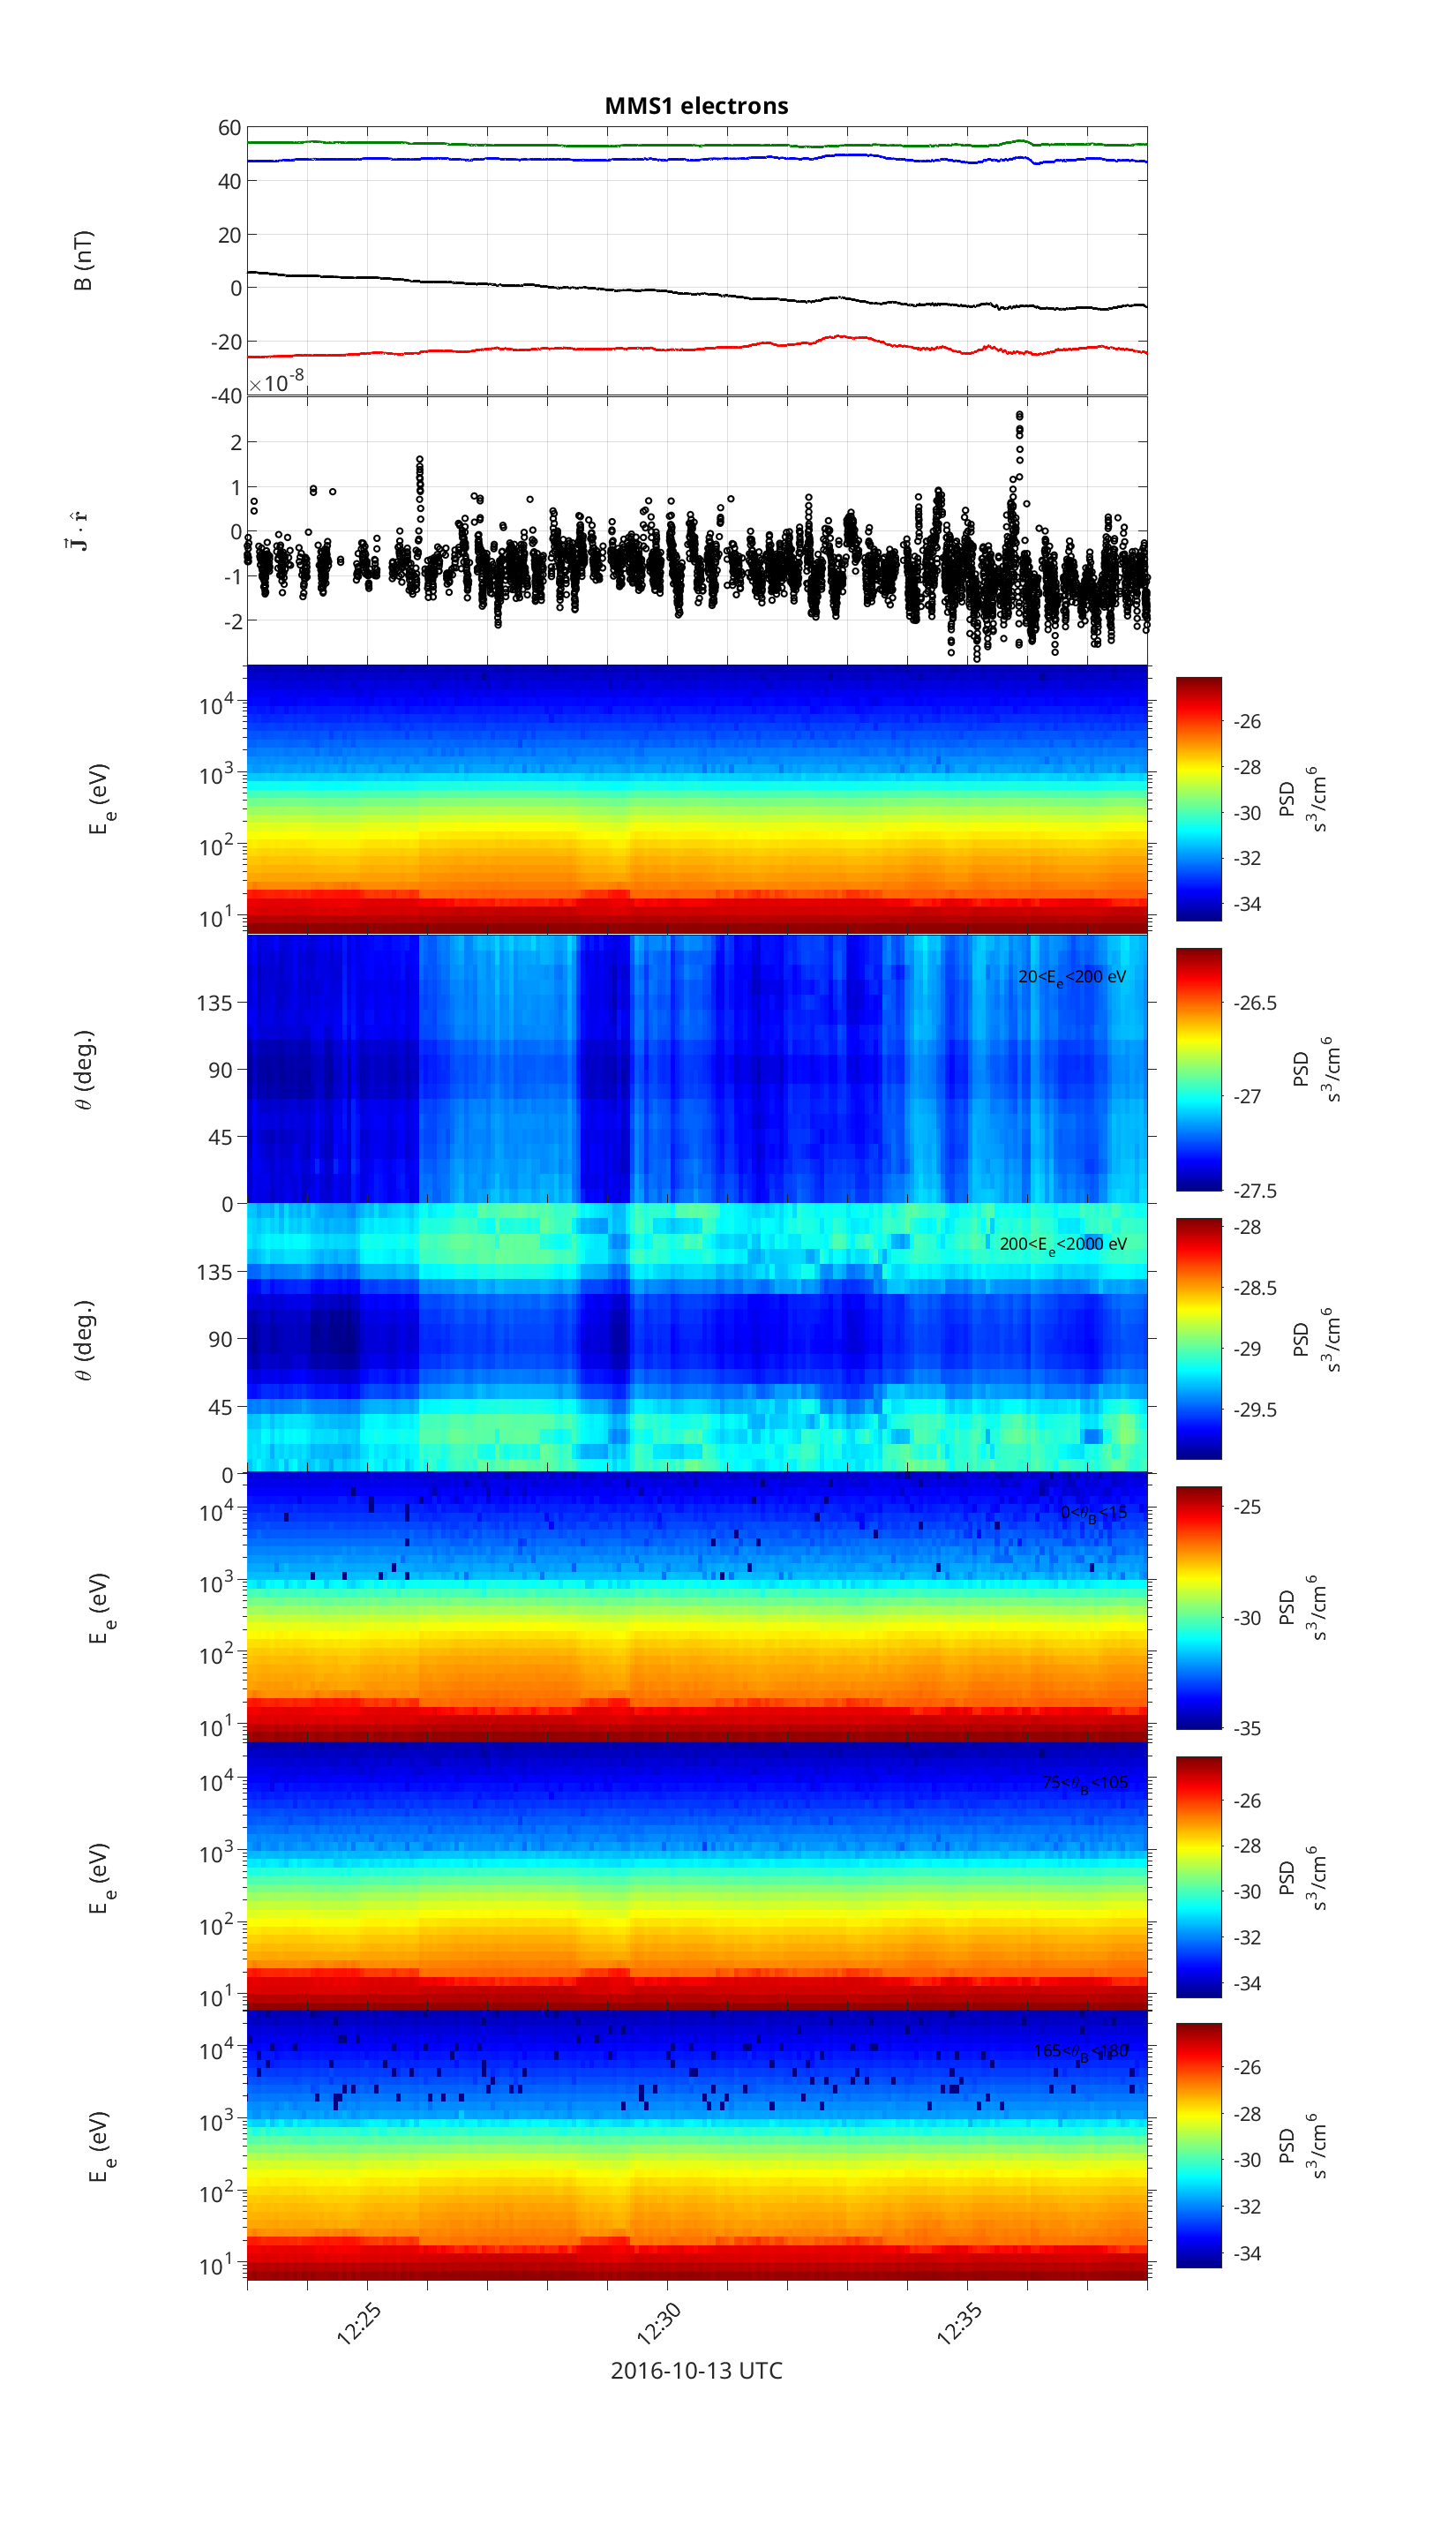 MMS1 electrons
60
40
20
0
-20
-40
B (nT)
×10^-8
2
1
0
-1
-2
J⃗ · r̂
10^4
10^3
10^2
10^1
E_e (eV)
-26
-28
-30
-32
-34
PSD
s^3/cm^6
20<E_e<200 eV
135
90
45
0
θ (deg.)
-26.5
-27
-27.5
PSD
s^3/cm^6
200<E_e<2000 eV
135
90
45
0
θ (deg.)
-28
-28.5
-29
-29.5
PSD
s^3/cm^6
0<θ_B<15
10^4
10^3
10^2
10^1
E_e (eV)
-25
-30
-35
PSD
s^3/cm^6
75<θ_B<105
10^4
10^3
10^2
10^1
E_e (eV)
-26
-28
-30
-32
-34
PSD
s^3/cm^6
165<θ_B<180
10^4
10^3
10^2
10^1
E_e (eV)
-26
-28
-30
-32
-34
PSD
s^3/cm^6
12:25
12:30
12:35
2016-10-13 UTC